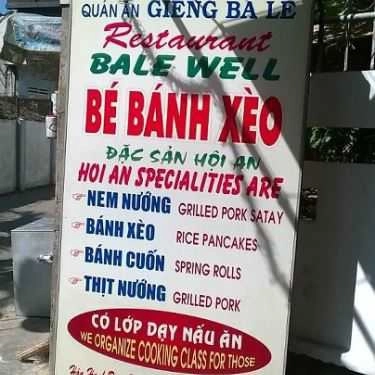 QUÁN ĂN GIẾNG BÁ LỄ
Restaurant
BALE WELL
BÉ BÁNH XÈO
ĐẶC SẢN HỘI AN
HOI AN SPECIALITIES ARE
NEM NƯỚNG GRILLED PORK SATAY
BÁNH XÈO RICE PANCAKES
BÁNH CUỐN SPRING ROLLS
THỊT NƯỚNG GRILLED PORK
CÓ LỚP DẠY NẤU ĂN
WE ORGANIZE COOKING CLASS FOR THOSE